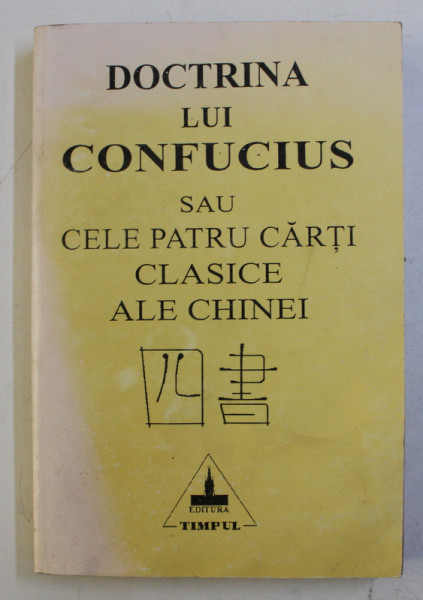 DOCTRINA
LUI
CONFUCIUS
SAU
CELE PATRU CĂRȚI
CLASICE
ALE CHINEI
四書
EDITURA
TIMPUL